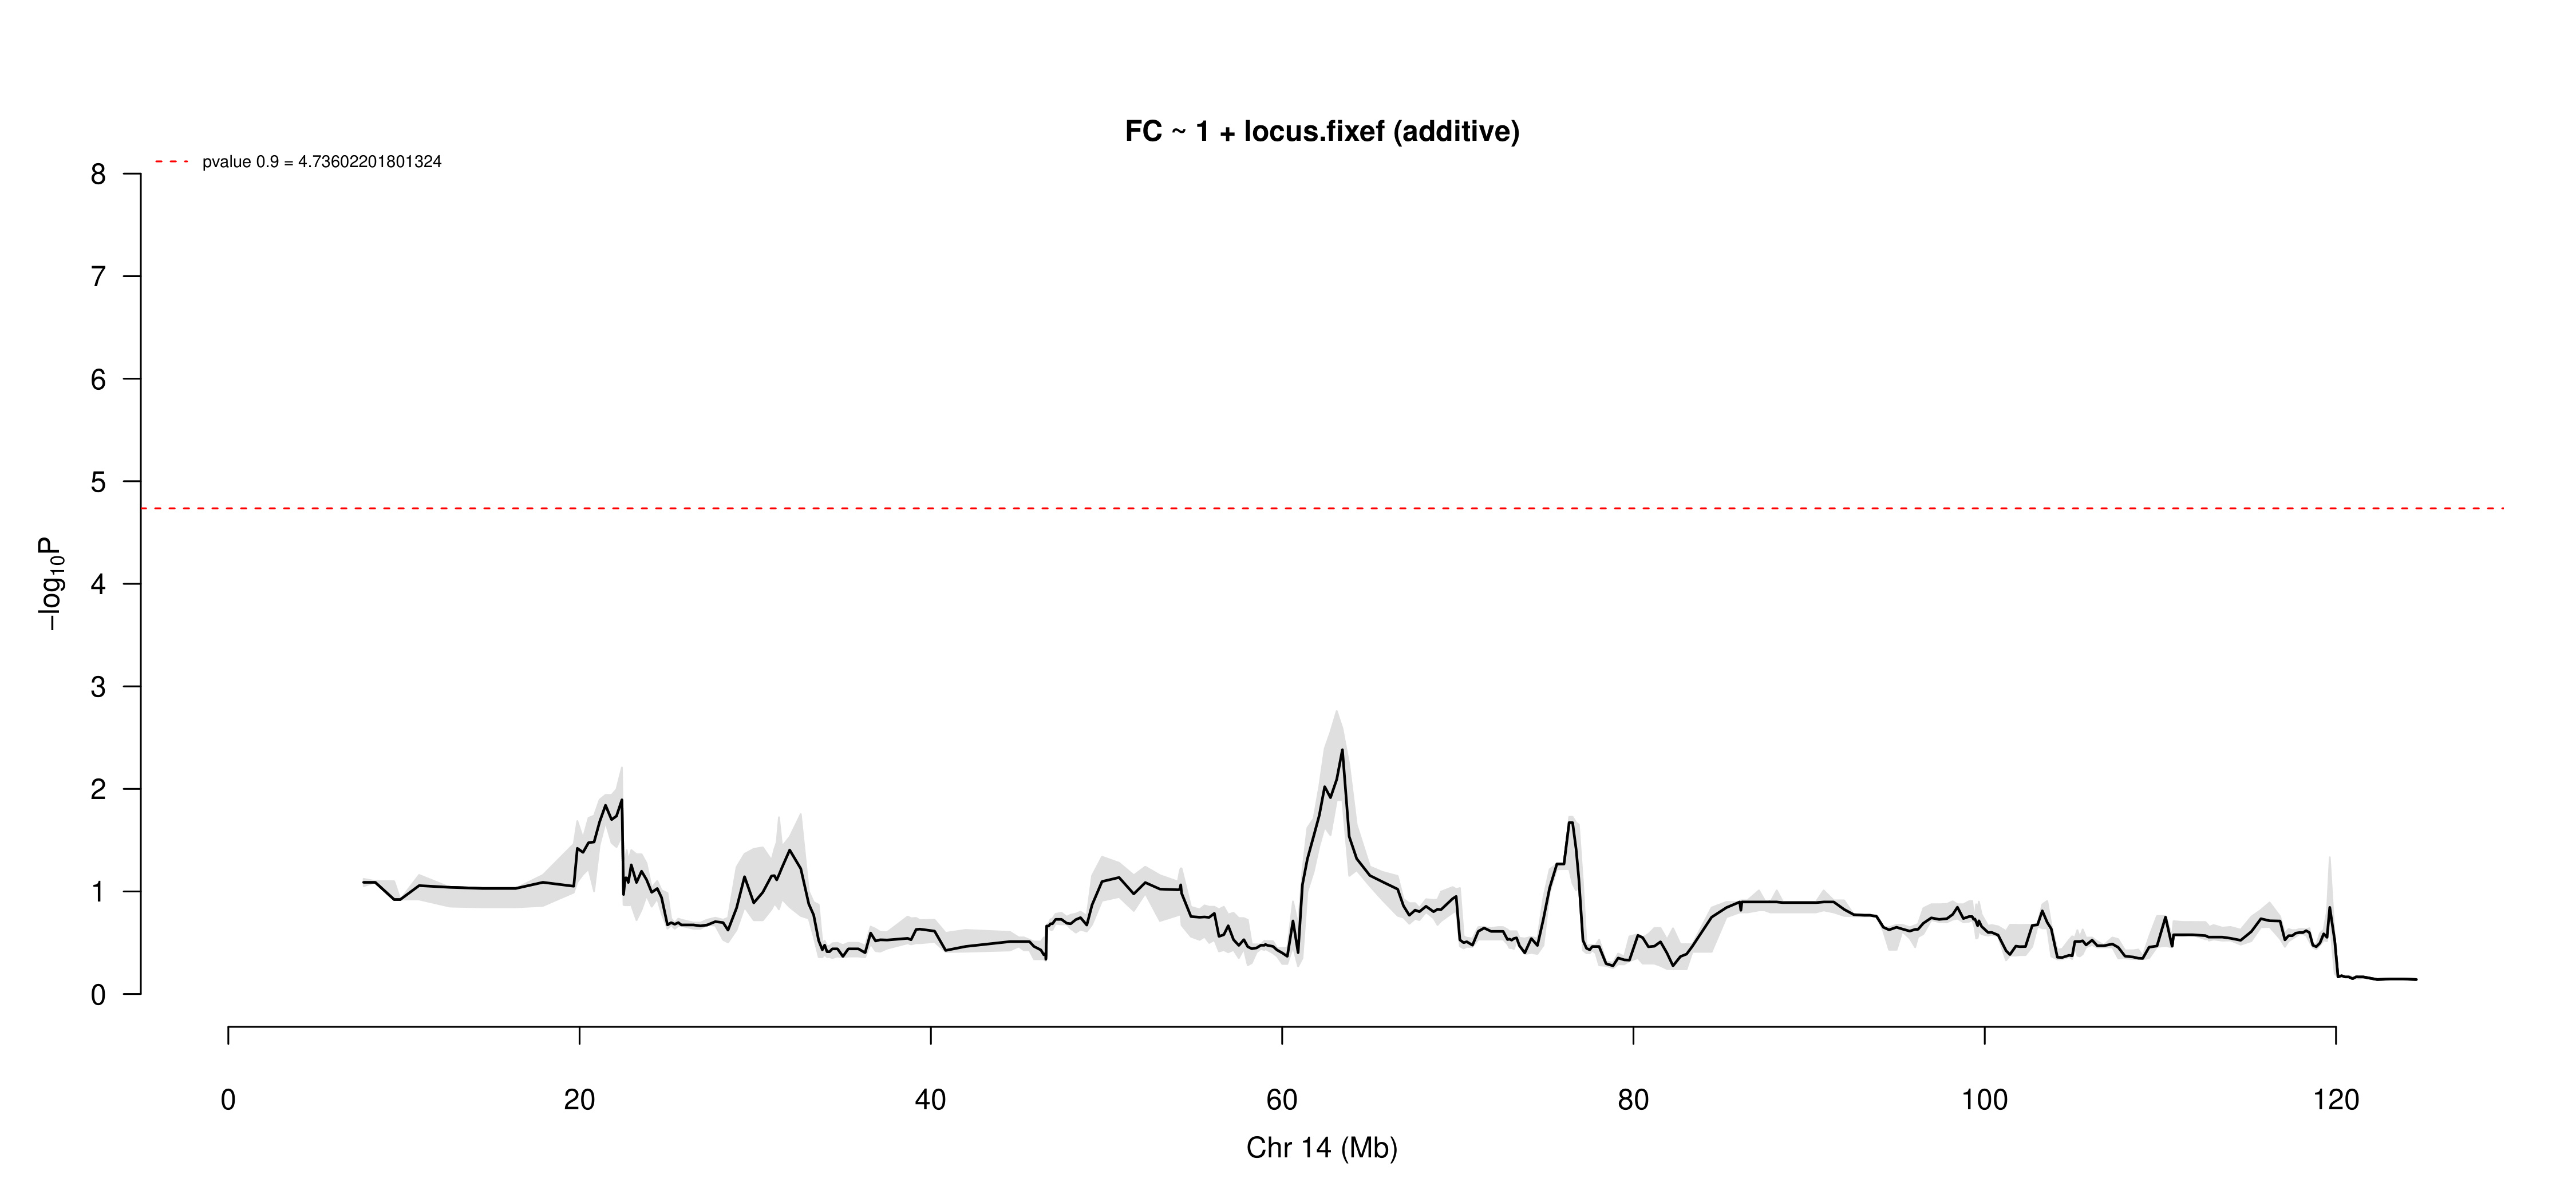 FC ~ 1 + locus.fixef (additive)
pvalue 0.9 = 4.73602201801324
8
7
6
5
4
3
2
1
0
−log10P
0 20 40 60 80 100 120
Chr 14 (Mb)